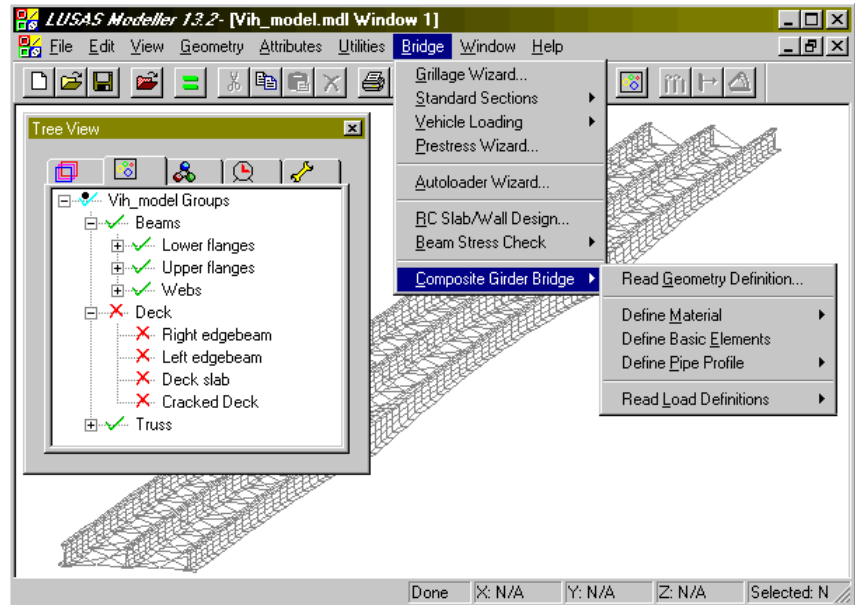 LUSAS Modeller 13.2 - [Vih_model.mdl Window 1]
File Edit View Geometry Attributes Utilities Bridge Window Help
Grillage Wizard...
Standard Sections
Vehicle Loading
Prestress Wizard...
Autoloader Wizard...
RC Slab/Wall Design...
Beam Stress Check
Composite Girder Bridge
Read Geometry Definition...
Define Material
Define Basic Elements
Define Pipe Profile
Read Load Definitions
Tree View
Vih_model Groups
Beams
Lower flanges
Upper flanges
Webs
Deck
Right edgebeam
Left edgebeam
Deck slab
Cracked Deck
Truss
Done X: N/A Y: N/A Z: N/A Selected: N